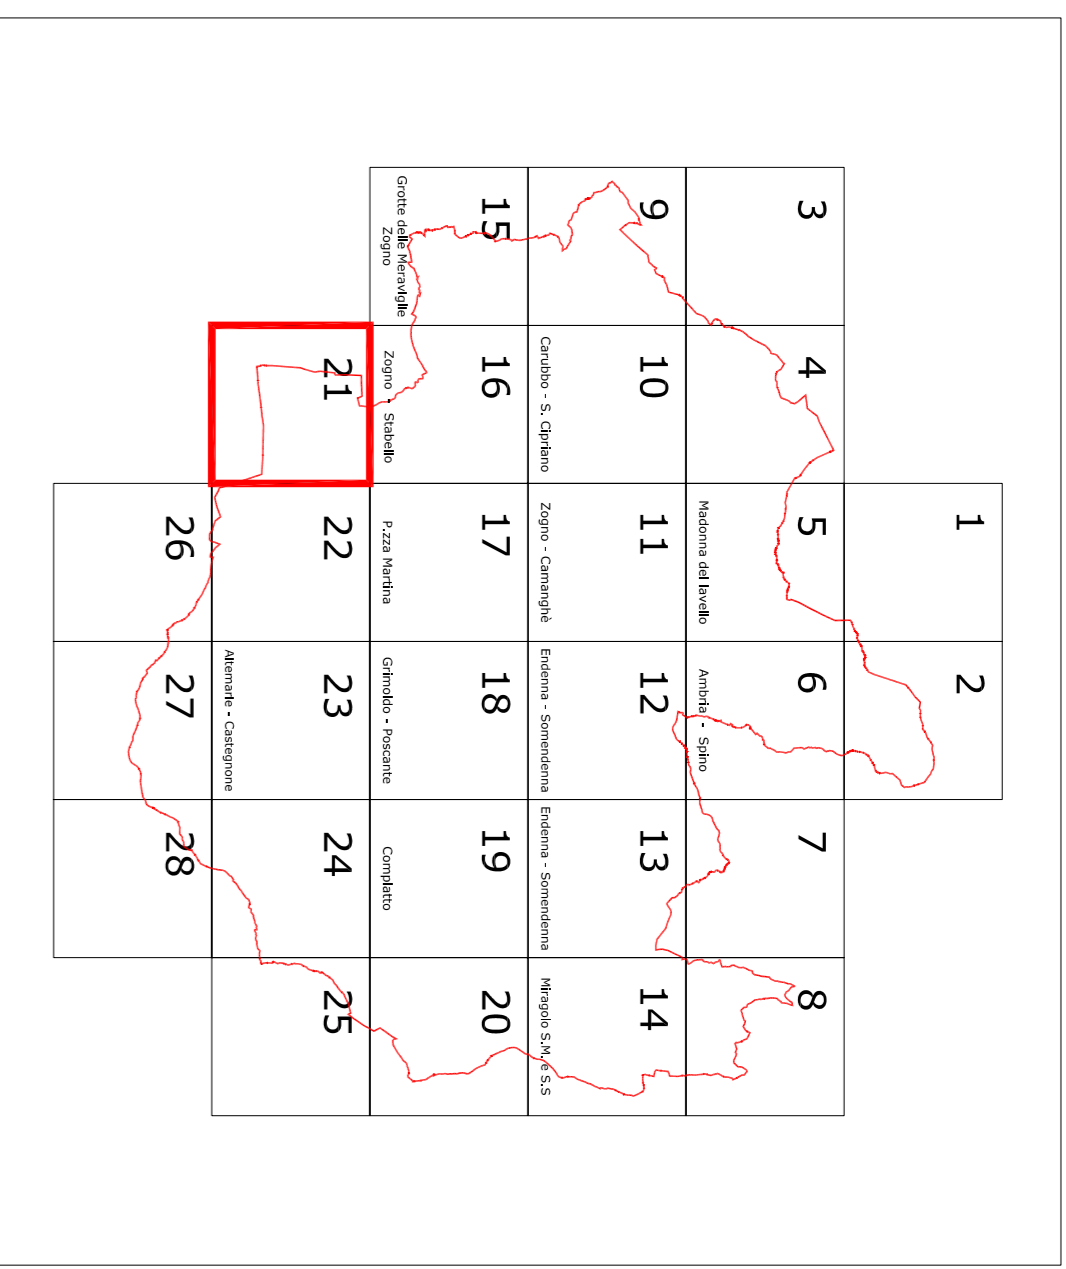 1
2
3
4
5
Madonna del lavello
6
Ambria - Spino
7
8
9
10
Carubbo - S. Cipriano
11
Zogno - Camanghè
12
Endenna - Somendenna
13
Endenna - Somendenna
14
Miragolo S.M. e S.S
15
Grotte delle Meraviglie
Zogno
16
Zogno - Stabello
17
P.zza Martina
18
Grimoldo - Poscante
19
Complatto
20
21
22
23
Altemarle - Castegnone
24
25
26
27
28